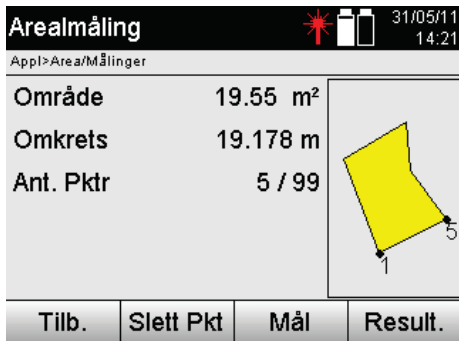 Arealmåling
31/05/11
14:21
Appl>Area/Målinger
Område 19.55 m²
Omkrets 19.178 m
Ant. Pktr 5 / 99
5
1
Tilb. Slett Pkt Mål Result.